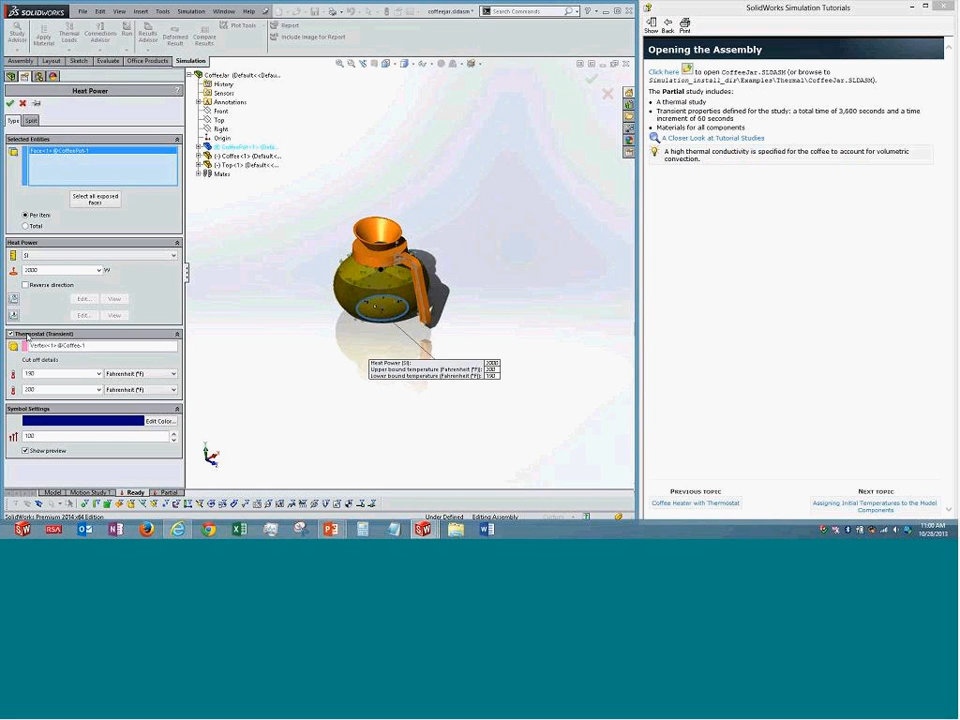 SOLIDWORKS
File Edit View Insert Tools Simulation Window Help
coffeejar.sldasm *
Search Commands
Study Advisor
Apply Material
Thermal Loads
Connections Advisor
Run
Results Advisor
Deformed Result
Compare Results
Plot Tools
Report
Include Image for Report
Assembly Layout Sketch Evaluate Office Products Simulation
Heat Power
Type Split
Selected Entities
Face<1>@CoffeePot-1
Select all exposed faces
Per item
Total
Heat Power
SI
2000
W
Reverse direction
Edit... View
Edit... View
Thermostat (Transient)
Vertex<1>@Coffee-1
Cut off details
190 Fahrenheit (°F)
200 Fahrenheit (°F)
Symbol Settings
Edit Color...
100
Show preview
CoffeeJar (Default<Defau...
History
Sensors
Annotations
Front
Top
Right
Origin
(-) Coffee<1> (Default<...
(-) Top<1> (Default<<...
Mates
Heat Power (SI): 2000
Upper bound temperature (Fahrenheit (°F)): 200
Lower bound temperature (Fahrenheit (°F)): 190
Model Motion Study 1 Ready Partial
SolidWorks Premium 2014 x64 Edition
Under Defined Editing Assembly Custom
SolidWorks Simulation Tutorials
Show Back Print
Opening the Assembly
Click here to open CoffeeJar.SLDASM (or browse to
Simulation_install_dir\Examples\Thermal\CoffeeJar.SLDASM).
The Partial study includes:
• A thermal study
• Transient properties defined for the study: a total time of 3,600 seconds and a time
increment of 60 seconds
• Materials for all components
A Closer Look at Tutorial Studies
A high thermal conductivity is specified for the coffee to account for volumetric
convection.
PREVIOUS TOPIC
Coffee Heater with Thermostat
NEXT TOPIC
Assigning Initial Temperatures to the Model
Components
11:00 AM
10/28/2013